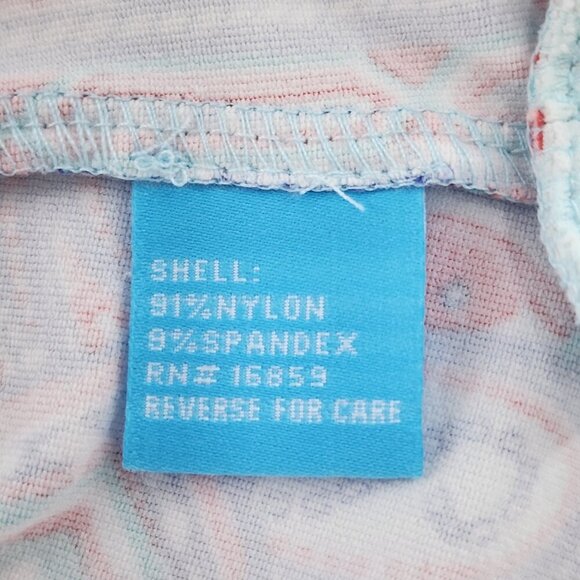 SHELL:
91%NYLON
9%SPANDEX
RN# 16859
REVERSE FOR CARE